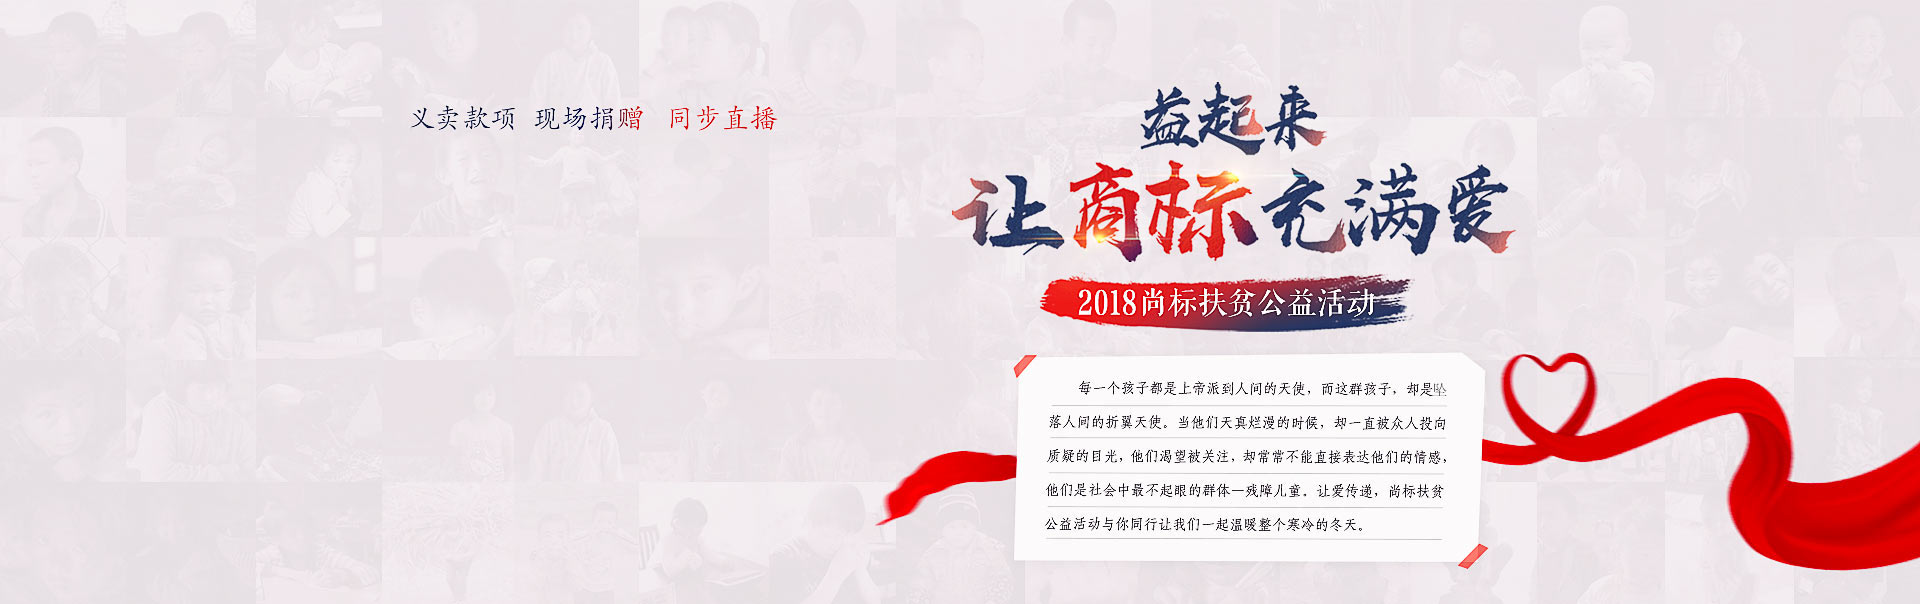 义卖款项 现场捐赠 同步直播
益起来
让商标充满爱
2018尚标扶贫公益活动
每一个孩子都是上帝派到人间的天使，而这群孩子，却是坠
落人间的折翼天使。当他们天真烂漫的时候，却一直被众人投向
质疑的目光，他们渴望被关注，却常常不能直接表达他们的情感，
他们是社会中最不起眼的群体—残障儿童。让爱传递，尚标扶贫
公益活动与你同行让我们一起温暖整个寒冷的冬天。